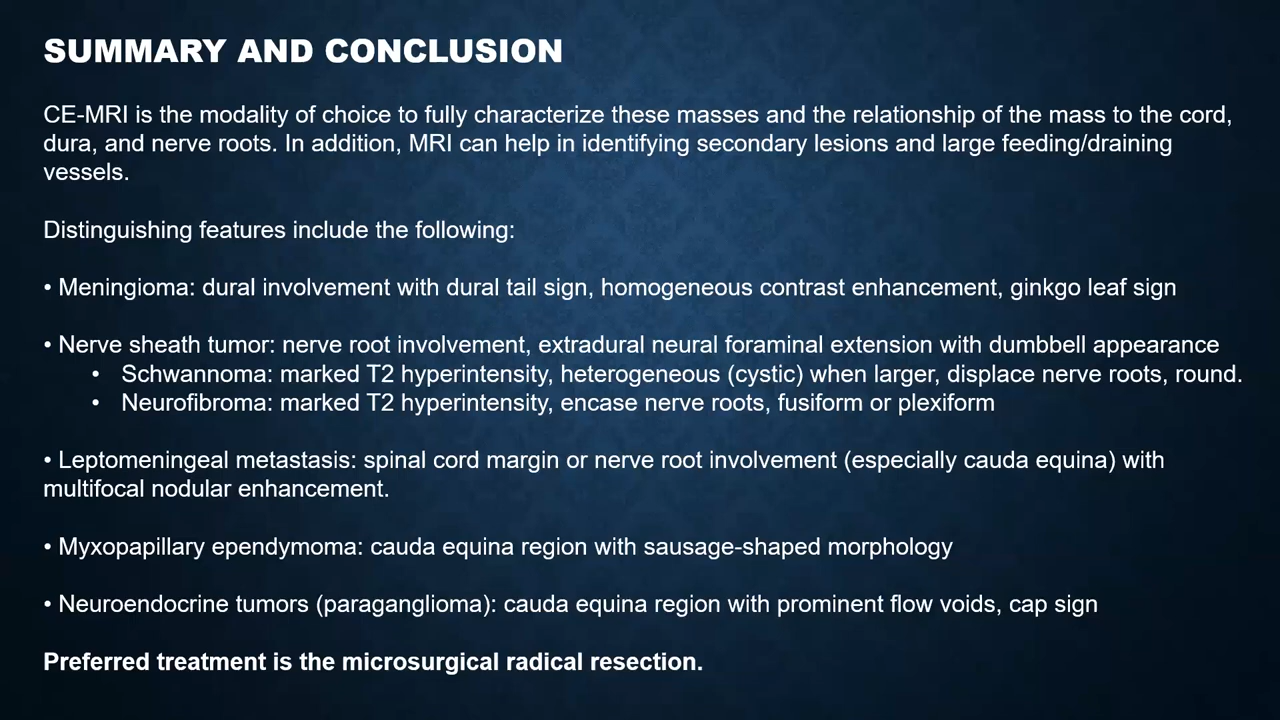 SUMMARY AND CONCLUSION
CE-MRI is the modality of choice to fully characterize these masses and the relationship of the mass to the cord,
dura, and nerve roots. In addition, MRI can help in identifying secondary lesions and large feeding/draining
vessels.
Distinguishing features include the following:
• Meningioma: dural involvement with dural tail sign, homogeneous contrast enhancement, ginkgo leaf sign
• Nerve sheath tumor: nerve root involvement, extradural neural foraminal extension with dumbbell appearance
• Schwannoma: marked T2 hyperintensity, heterogeneous (cystic) when larger, displace nerve roots, round.
• Neurofibroma: marked T2 hyperintensity, encase nerve roots, fusiform or plexiform
• Leptomeningeal metastasis: spinal cord margin or nerve root involvement (especially cauda equina) with
multifocal nodular enhancement.
• Myxopapillary ependymoma: cauda equina region with sausage-shaped morphology
• Neuroendocrine tumors (paraganglioma): cauda equina region with prominent flow voids, cap sign
Preferred treatment is the microsurgical radical resection.